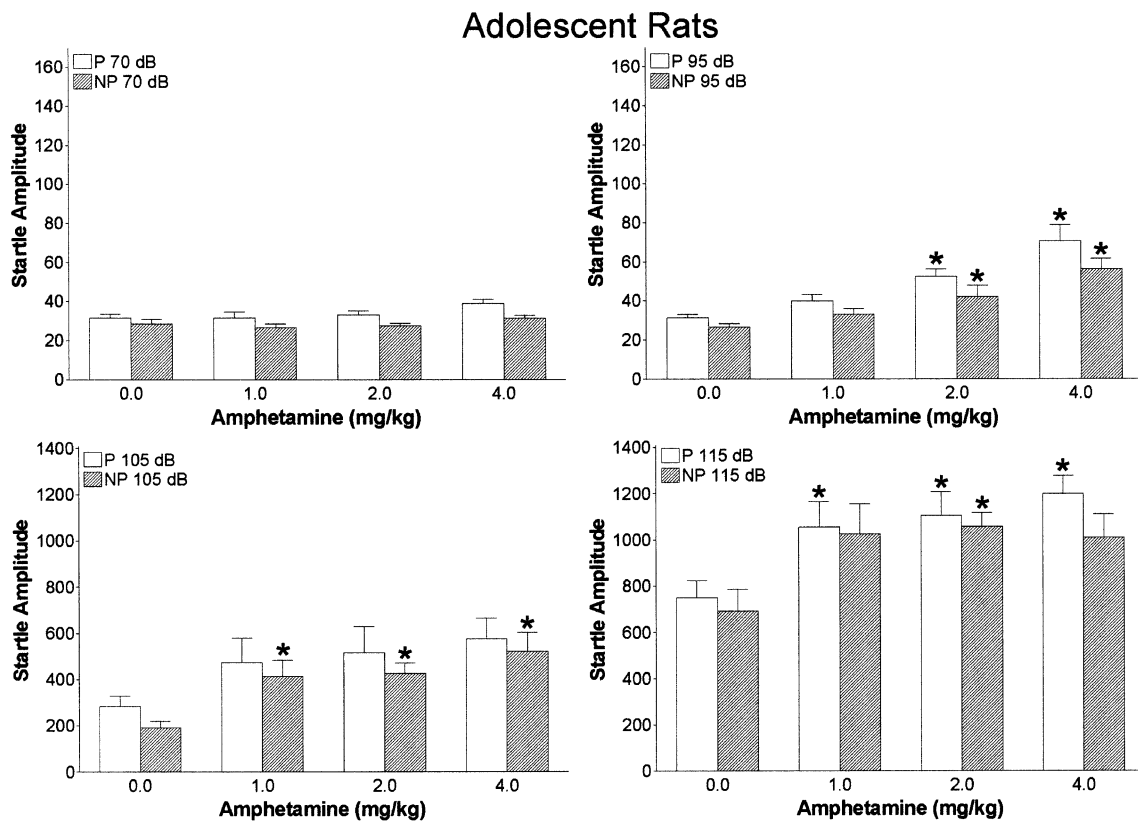 Adolescent Rats
P 70 dB
NP 70 dB
160
140
120
100
80
60
40
20
0
Startle Amplitude
0.0 1.0 2.0 4.0
Amphetamine (mg/kg)
P 95 dB
NP 95 dB
160
140
120
100
80
60
40
20
0
Startle Amplitude
* * * *
0.0 1.0 2.0 4.0
Amphetamine (mg/kg)
P 105 dB
NP 105 dB
1400
1200
1000
800
600
400
200
0
Startle Amplitude
* * *
0.0 1.0 2.0 4.0
Amphetamine (mg/kg)
P 115 dB
NP 115 dB
1400
1200
1000
800
600
400
200
0
Startle Amplitude
* * * *
0.0 1.0 2.0 4.0
Amphetamine (mg/kg)